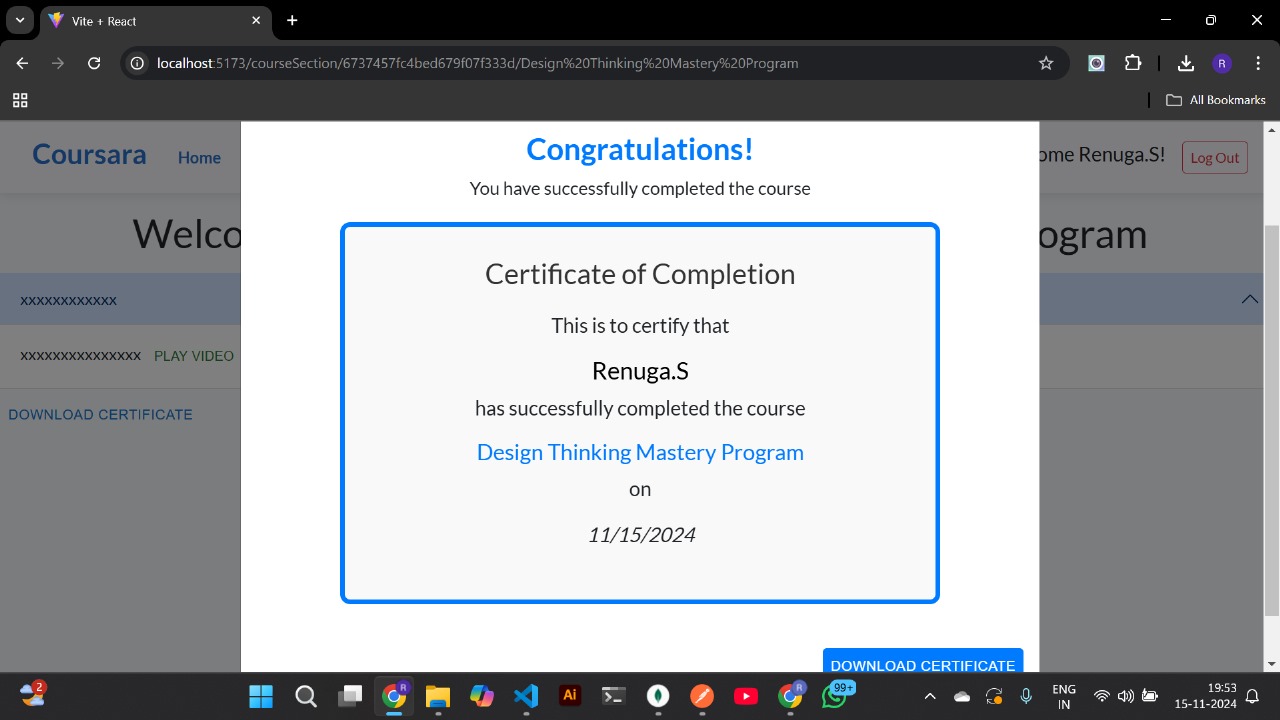 Vite + React
localhost:5173/courseSection/6737457fc4bed679f07f333d/Design%20Thinking%20Mastery%20Program
R
All Bookmarks
Coursara Home
ome Renuga.S! Log Out
Congratulations!
You have successfully completed the course
Welco
ogram
xxxxxxxxxxxx
xxxxxxxxxxxxxxx PLAY VIDEO
DOWNLOAD CERTIFICATE
Certificate of Completion
This is to certify that
Renuga.S
has successfully completed the course
Design Thinking Mastery Program
on
11/15/2024
DOWNLOAD CERTIFICATE
2
R
Ai
R
99+
ENG
IN
19:53
15-11-2024